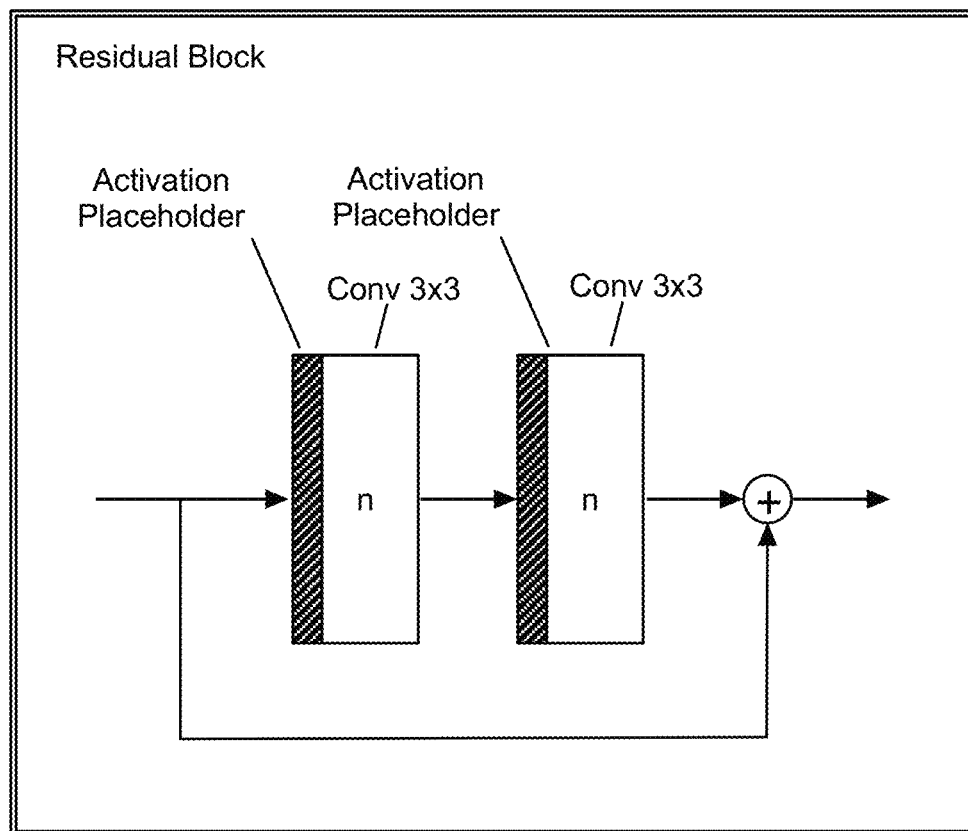 Residual Block
Activation
Placeholder
Activation
Placeholder
Conv 3x3
Conv 3x3
n
n
+